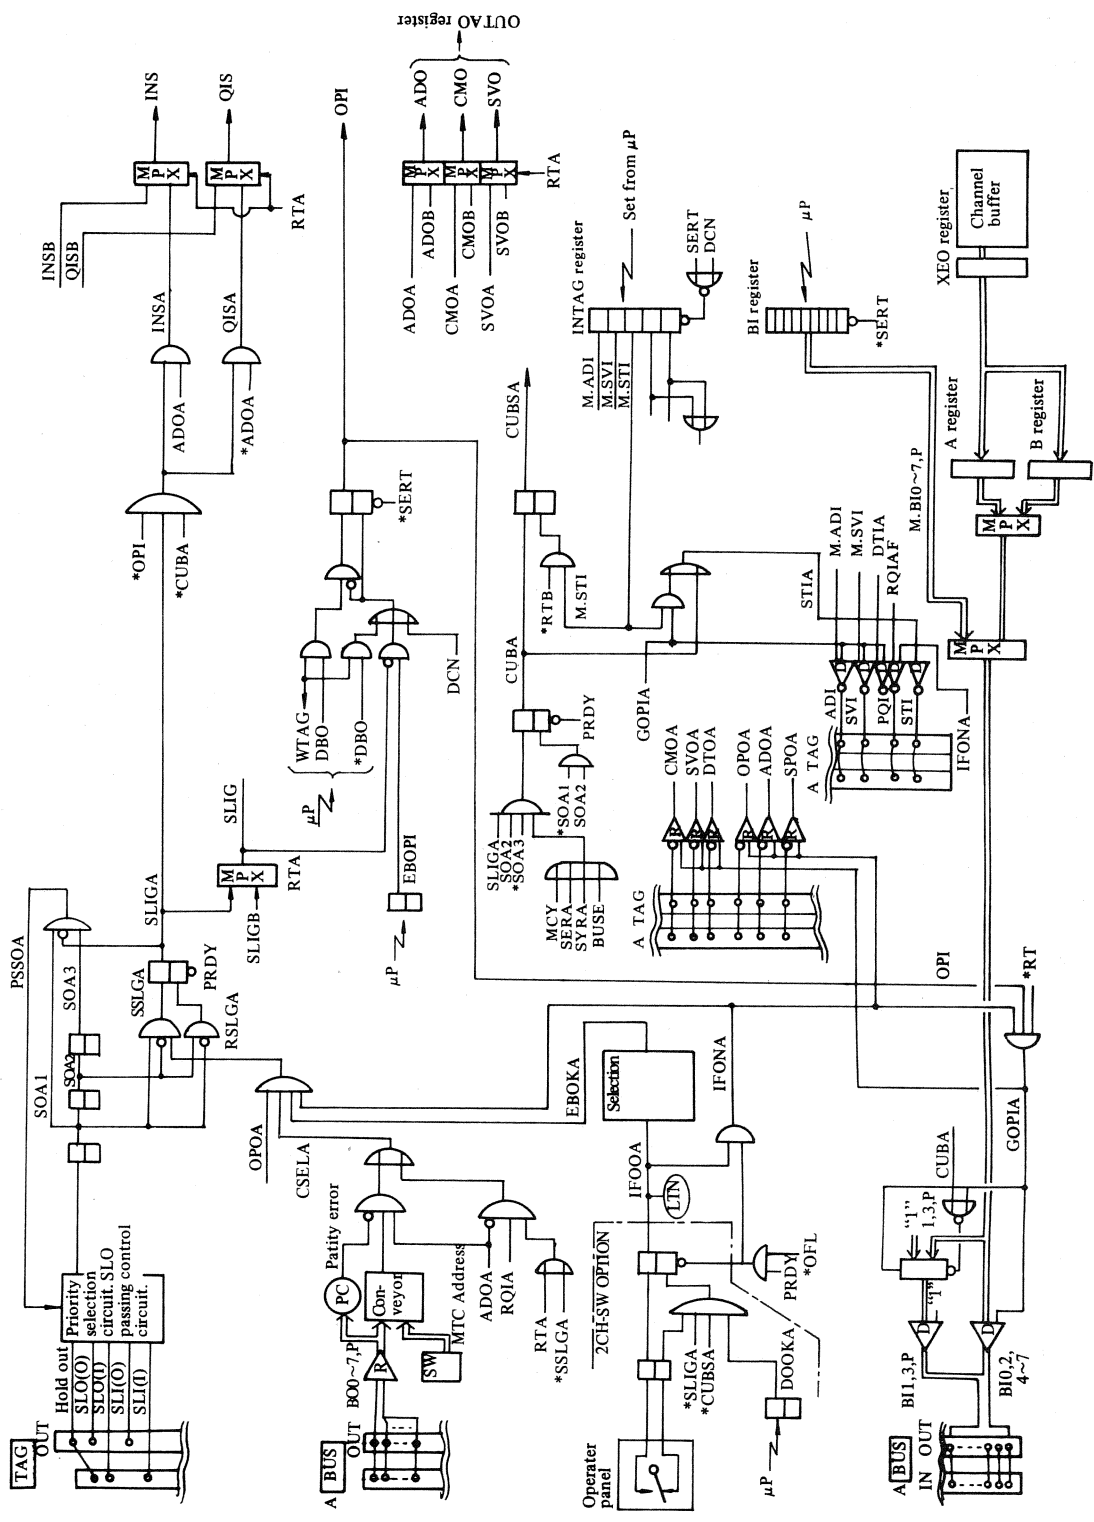 TAG
OUT
Hold out
SLO(O)
SLO(I)
SLI(O)
SLI(I)
Priority
selection
circuit. SLO
passing control
circuit.
PSSOA
SOA1
SOA2
SOA3
SSLGA
RSLGA
PRDY
SLIGA
SLIGB
M
P
X
RTA
SLIG
*OPI
*CUBA
ADOA
*ADOA
INSA
QISA
INSB
QISB
M
P
X
M
P
X
RTA
INS
QIS
A
BUS
OUT
BO0~7,P
R
PC
Patity error
Con-
veyor
SW
MTC Address
ADOA
RQIA
RTA
*SSLGA
CSELA
OPOA
μP
EBOPI
μP
WTAG
DBO
*DBO
DCN
*SERT
OPI
OUTAO register
ADO
CMO
SVO
M
P
X
M
P
X
M
P
X
RTA
ADOA
ADOB
CMOA
CMOB
SVOA
SVOB
MCY
SERA
SYRA
BUSE
SLIGA
SOA2
*SOA3
*SOA1
SOA2
PRDY
CUBA
*RTB
M.STI
CUBSA
INTAG register
Set from μP
M.ADI
M.SVI
M.STI
SERT
DCN
Operater
panel
2CH-SW OPTION
*SLIGA
*CUBSA
DOOKA
μP
PRDY
*OFL
LTN
IFOOA
IFONA
Selection
EBOKA
A TAG
CMOA
SVOA
DTOA
OPOA
ADOA
SPOA
R
R
R
R
R
R
GOPIA
STIA
A TAG
ADI
SVI
PQI
STI
D
D
D
D
D
M.ADI
M.SVI
DTIA
RQIAF
IFONA
BI register
μP
*SERT
M.BI0~7,P
OPI
*RT
GOPIA
CUBA
"1"
1,3,P
"1"
D
D
BI1,3,P
BI0,2,
4~7
A
BUS
IN OUT
M
P
X
M
P
X
A register
B register
XEO register
Channel
buffer